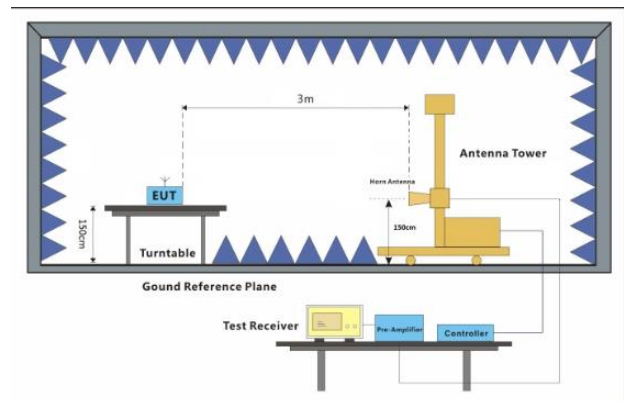 3m
Antenna Tower
Horn Antenna
EUT
150cm
150cm
Turntable
Gound Reference Plane
Test Receiver
Pre-Amplifier
Controller